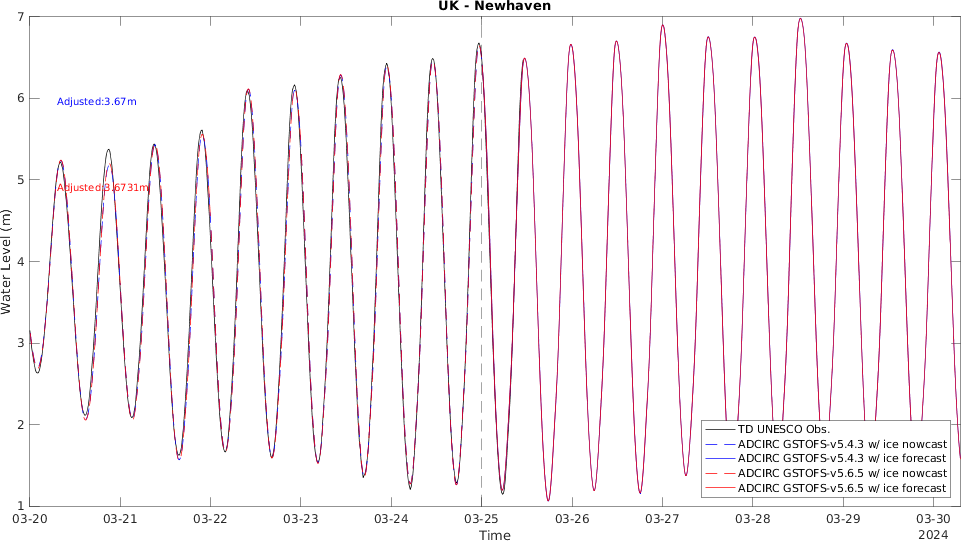 UK - Newhaven
7
6
5
4
3
2
1
Water Level (m)
Adjusted:3.67m
Adjusted:3.6731m
TD UNESCO Obs.
ADCIRC GSTOFS-v5.4.3 w/ ice nowcast
ADCIRC GSTOFS-v5.4.3 w/ ice forecast
ADCIRC GSTOFS-v5.6.5 w/ ice nowcast
ADCIRC GSTOFS-v5.6.5 w/ ice forecast
03-20 03-21 03-22 03-23 03-24 03-25 03-26 03-27 03-28 03-29 03-30
Time
2024